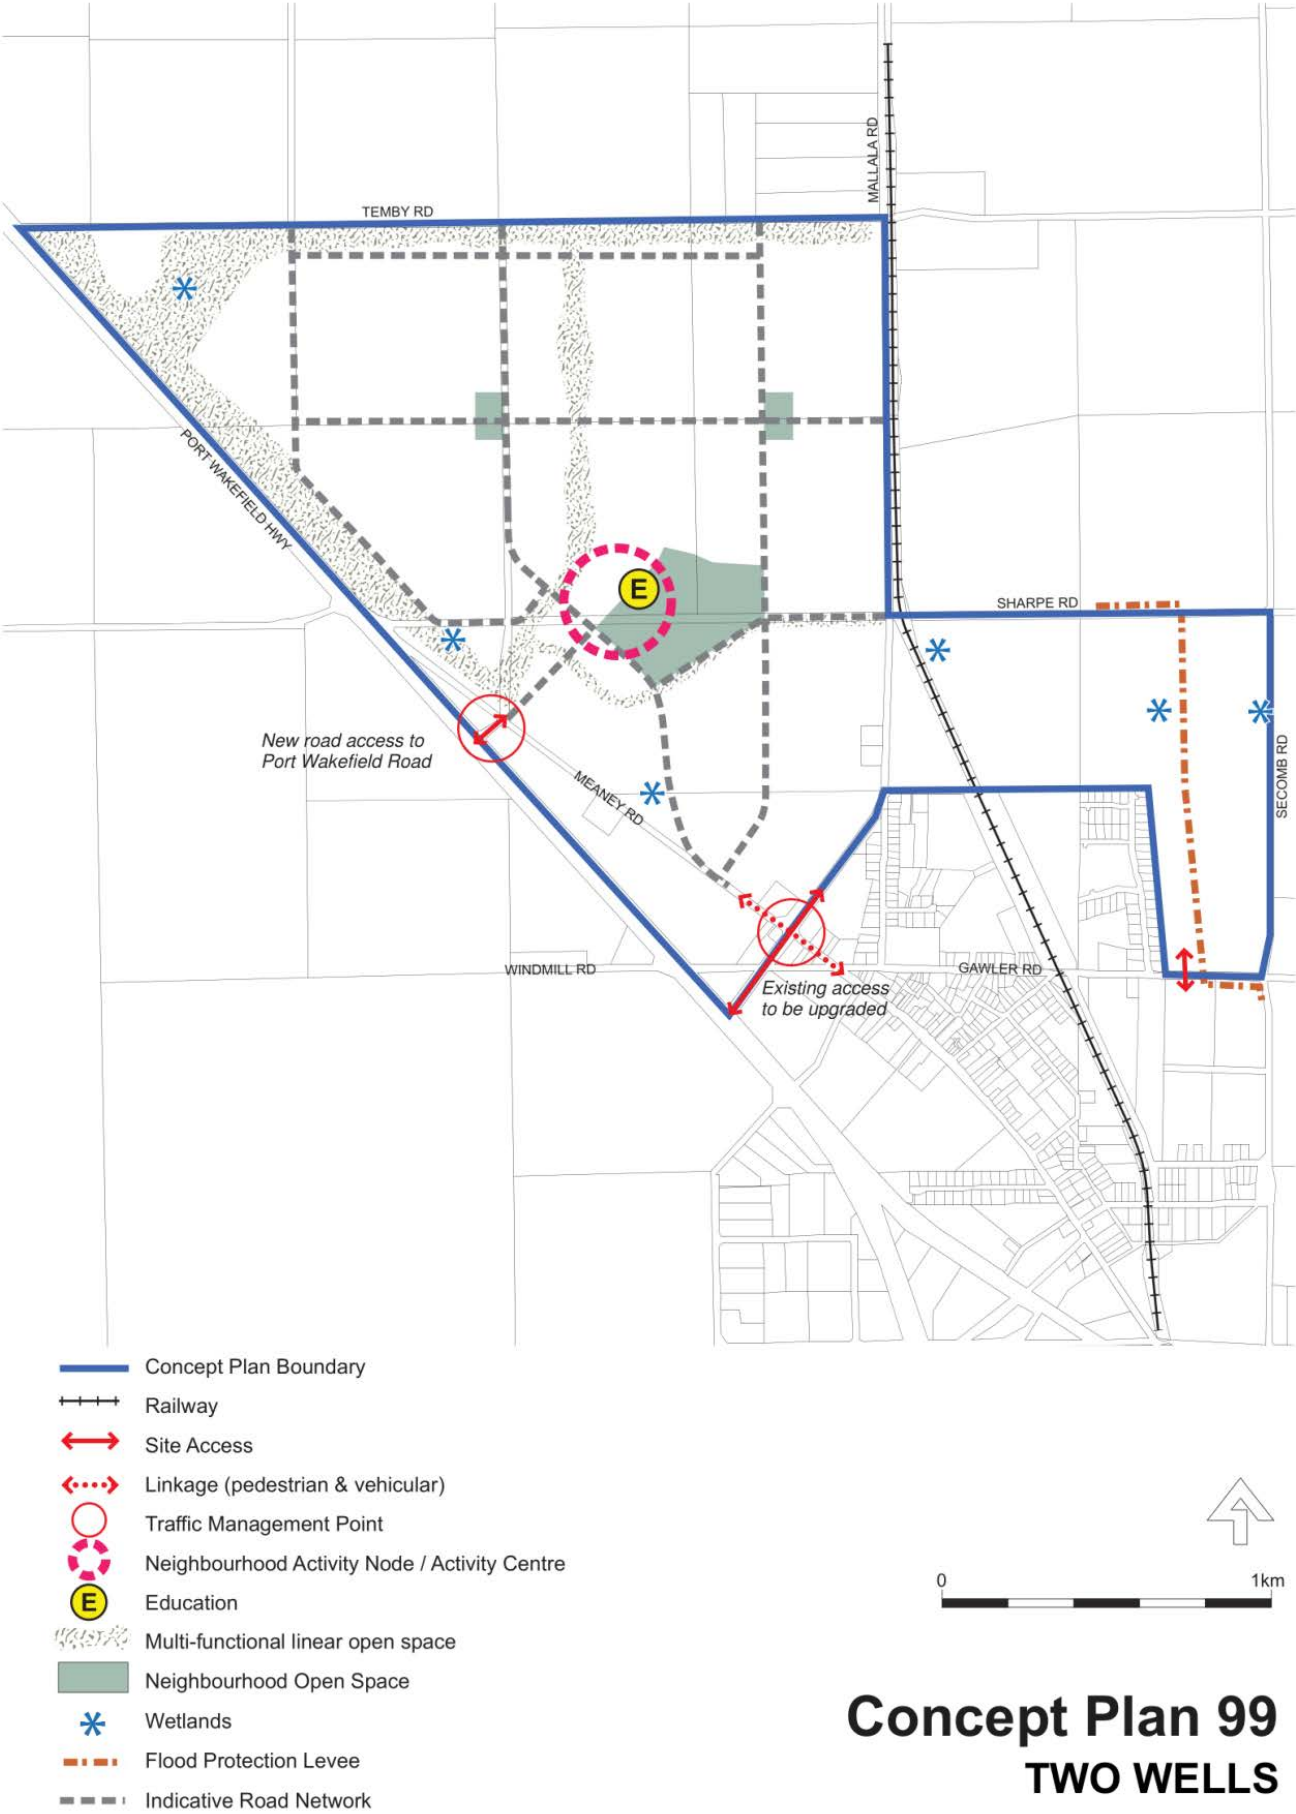 MALLALA RD
TEMBY RD
PORT WAKEFIELD HWY
E
SHARPE RD
New road access to
Port Wakefield Road
MEANEY RD
SECOMB RD
WINDMILL RD
GAWLER RD
Existing access
to be upgraded
Concept Plan Boundary
Railway
Site Access
Linkage (pedestrian & vehicular)
Traffic Management Point
Neighbourhood Activity Node / Activity Centre
E Education
Multi-functional linear open space
Neighbourhood Open Space
Wetlands
Flood Protection Levee
Indicative Road Network
0 1km
Concept Plan 99
TWO WELLS